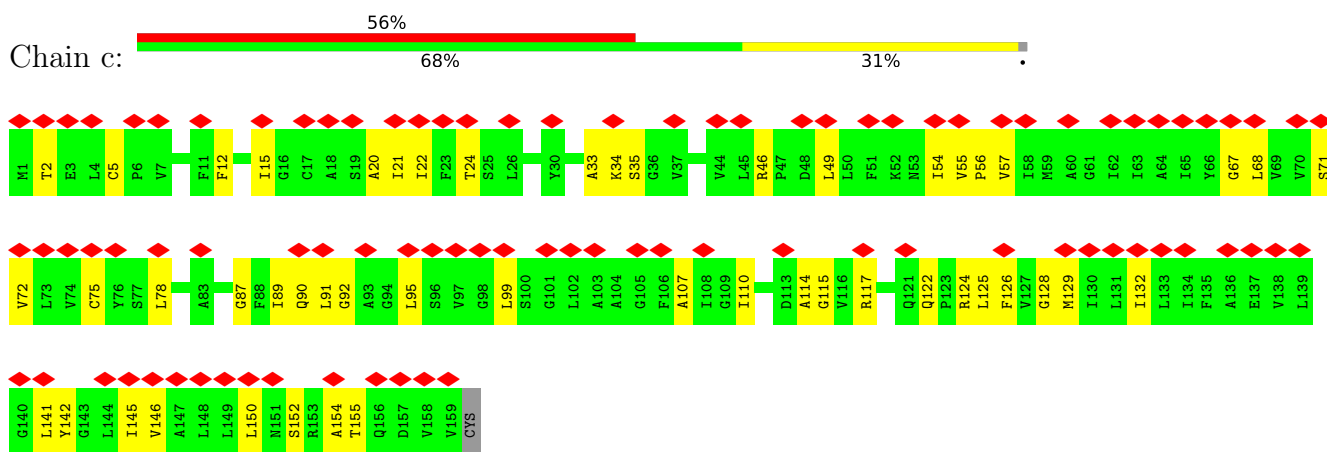 56%
Chain c:
68% 31% •
M1 T2 E3 L4 C5 P6 V7 F11 F12 I15 G16 C17 A18 S19 A20 I21 I22 F23 T24 S25 L26 Y30 A33 K34 S35 G36 V37 V44 L45 R46 P47 D48 L49 L50 F51 K52 N53 I54 V55 P56 V57 I58 M59 A60 G61 I62 I63 A64 I65 Y66 G67 L68 V69 V70 S71
V72 L73 V74 C75 Y76 S77 L78 A83 G87 F88 I89 Q90 L91 G92 A93 G94 L95 S96 V97 G98 L99 S100 G101 L102 A103 A104 G105 F106 A107 I108 G109 I110 D113 A114 G115 V116 R117 Q121 Q122 P123 R124 L125 F126 V127 G128 M129 I130 L131 I132 L133 I134 F135 A136 E137 V138 L139
G140 L141 Y142 G143 L144 I145 V146 A147 L148 L149 L150 N151 S152 R153 A154 T155 Q156 D157 V158 V159 CYS